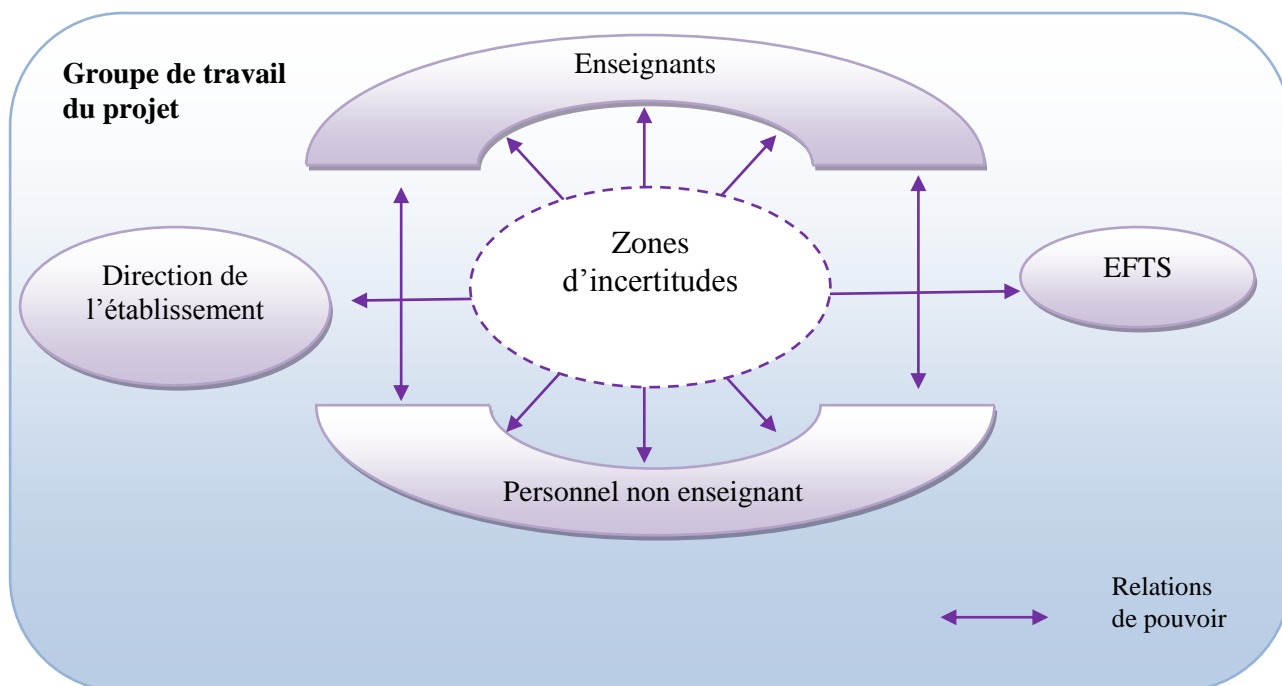 Groupe de travail
du projet
Enseignants
Zones
d’incertitudes
Direction de
l’établissement
EFTS
Personnel non enseignant
Relations
de pouvoir